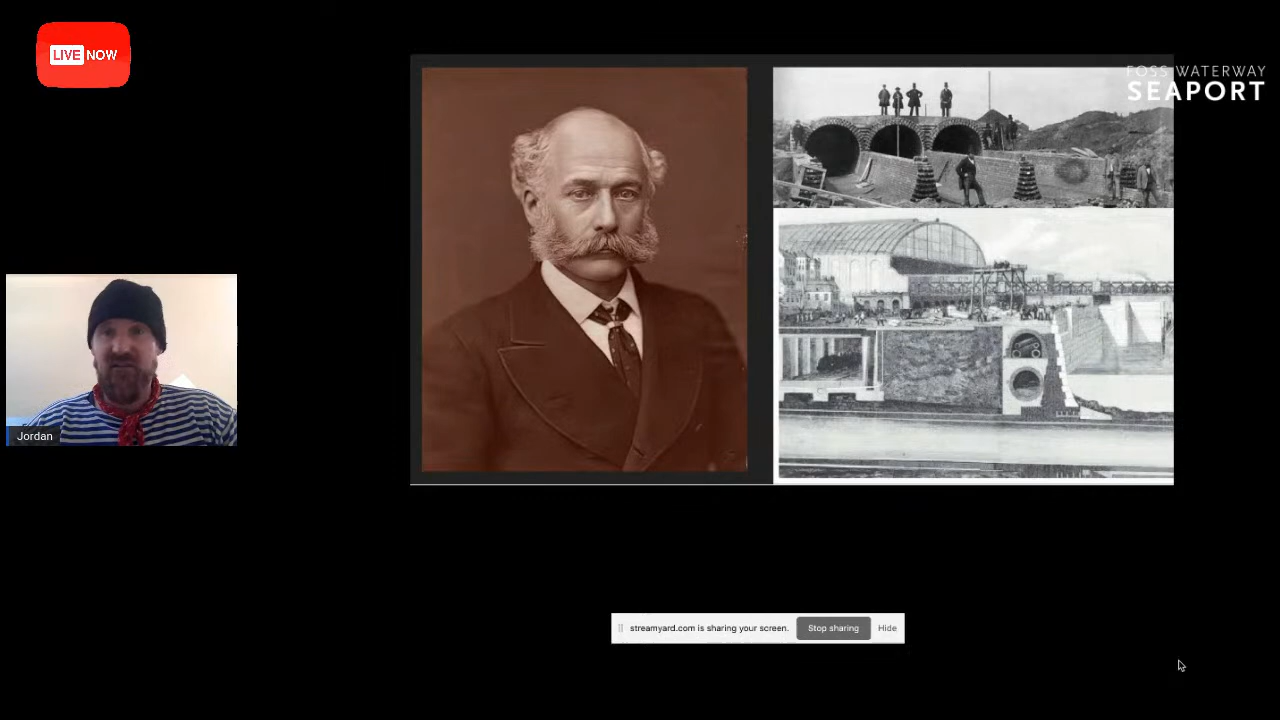 LIVE NOW
FOSS WATERWAY
SEAPORT
Jordan
streamyard.com is sharing your screen. Stop sharing Hide